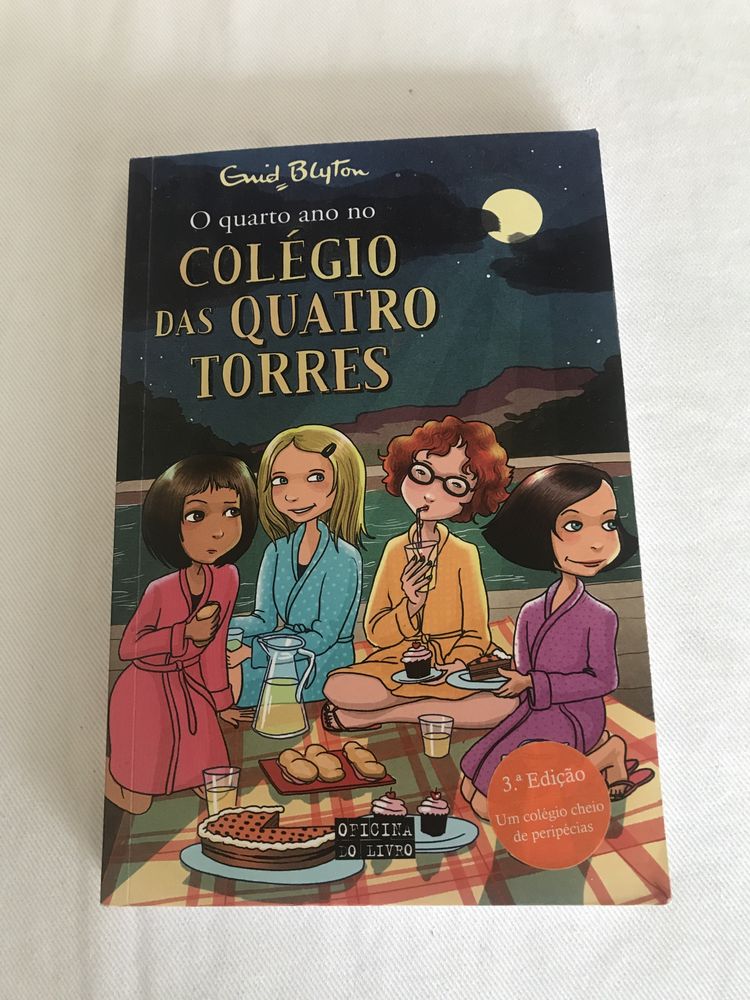 Enid Blyton
O quarto ano no
COLÉGIO
DAS QUATRO
TORRES
3.ª Edição
Um colégio cheio
de peripécias
OFICINA
DO LIVRO